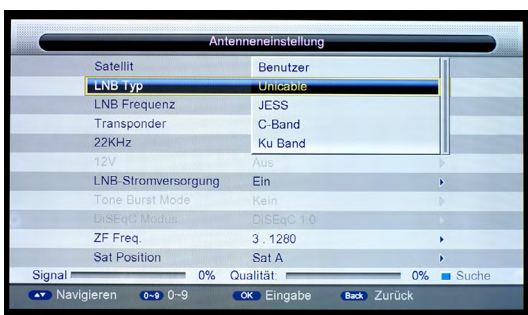 Antenneneinstellung
Satellit Benutzer
LNB Typ Unicable
LNB Frequenz JESS
Transponder C-Band
22KHz Ku Band
12V Aus
LNB-Stromversorgung Ein
Tone Burst Mode Kein
DiSEqC Modus DiSEqC 1.0
ZF Freq. 3 . 1280
Sat Position Sat A
Signal 0% Qualität: 0% Suche
Navigieren 0~9 0~9 OK Eingabe Back Zurück